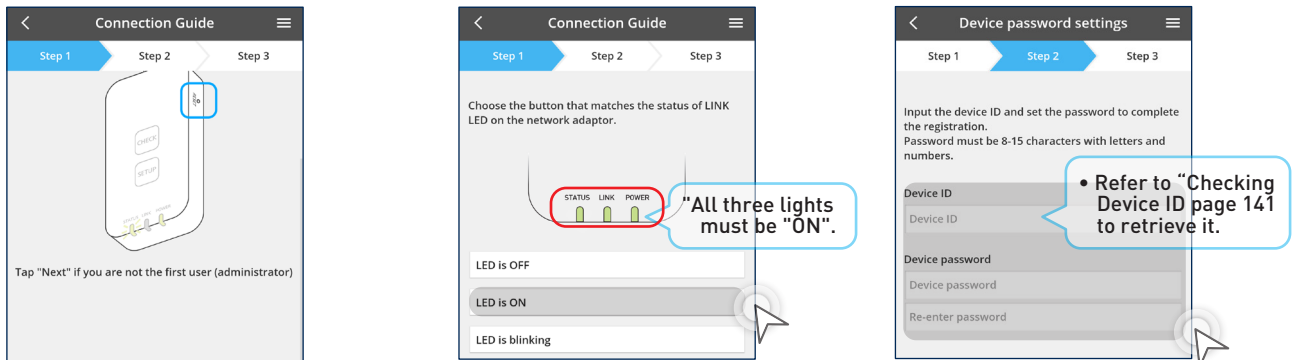 Connection Guide
Step 1 Step 2 Step 3
CHECK
SETUP
STATUS LINK POWER
Tap "Next" if you are not the first user (administrator)
Connection Guide
Step 1 Step 2 Step 3
Choose the button that matches the status of LINK
LED on the network adaptor.
STATUS LINK POWER
"All three lights
must be "ON".
LED is OFF
LED is ON
LED is blinking
Device password settings
Step 1 Step 2 Step 3
Input the device ID and set the password to complete
the registration.
Password must be 8-15 characters with letters and
numbers.
Device ID
Device ID
• Refer to “Checking
Device ID page 141
to retrieve it.
Device password
Device password
Re-enter password